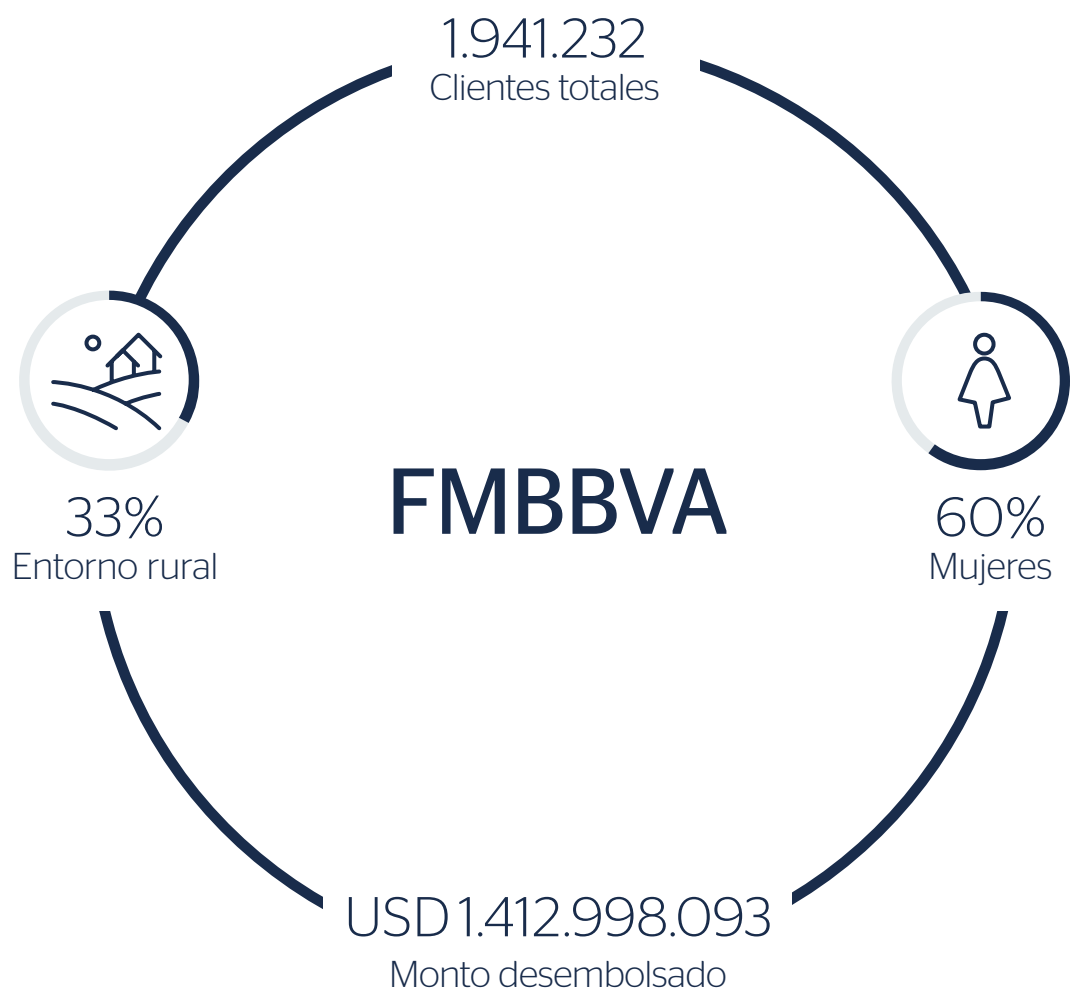 1.941.232
Clientes totales
33%
Entorno rural
FMBBVA
60%
Mujeres
USD 1.412.998.093
Monto desembolsado